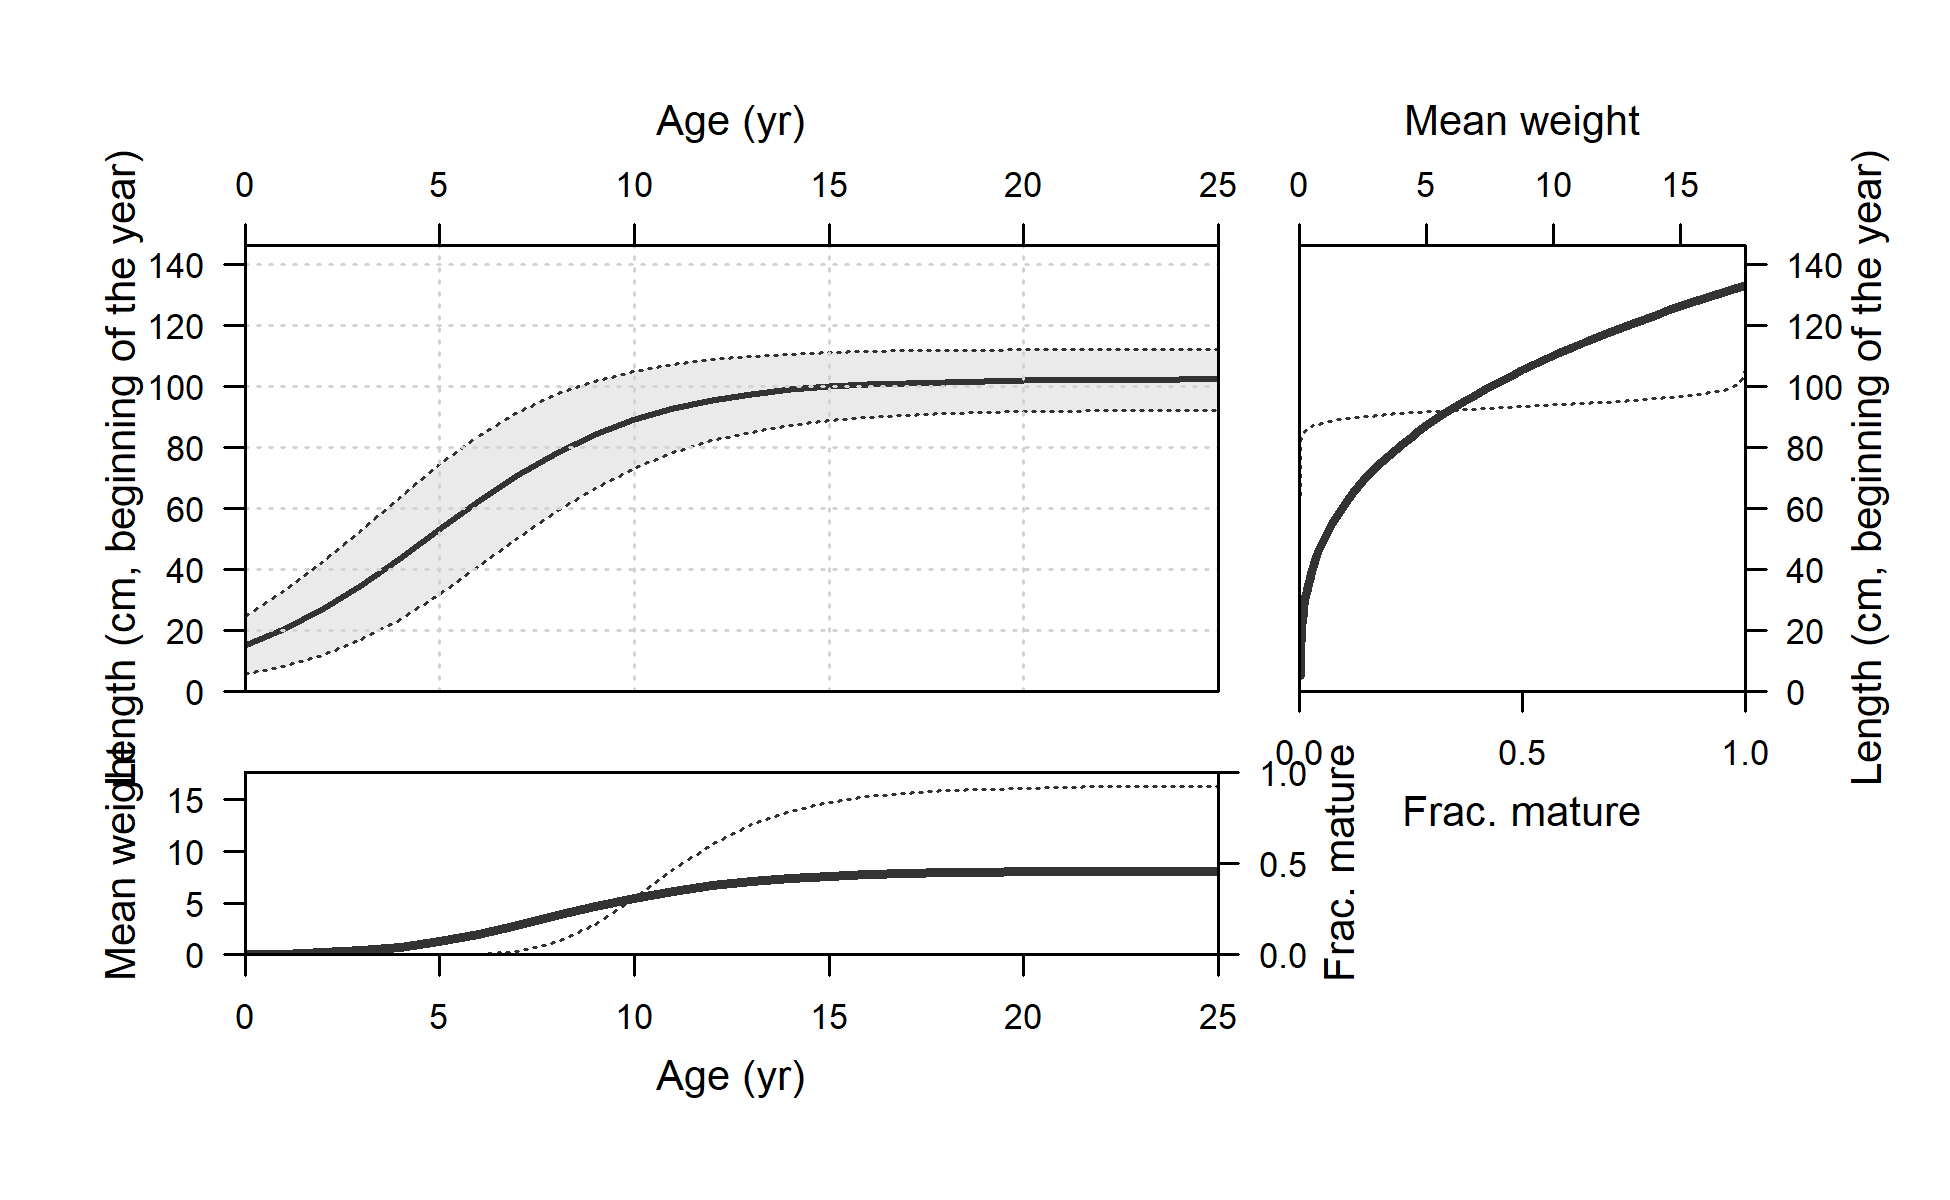 Age (yr)
0 5 10 15 20 25
Length (cm, beginning of the year)
140
120
100
80
60
40
20
0
Mean weight
0 5 10 15
140
120
100
80
60
40
20
0
Length (cm, beginning of the year)
0.0 0.5 1.0
Frac. mature
Mean weight
15
10
5
0
1.0
0.5
0.0
Frac. mature
0 5 10 15 20 25
Age (yr)